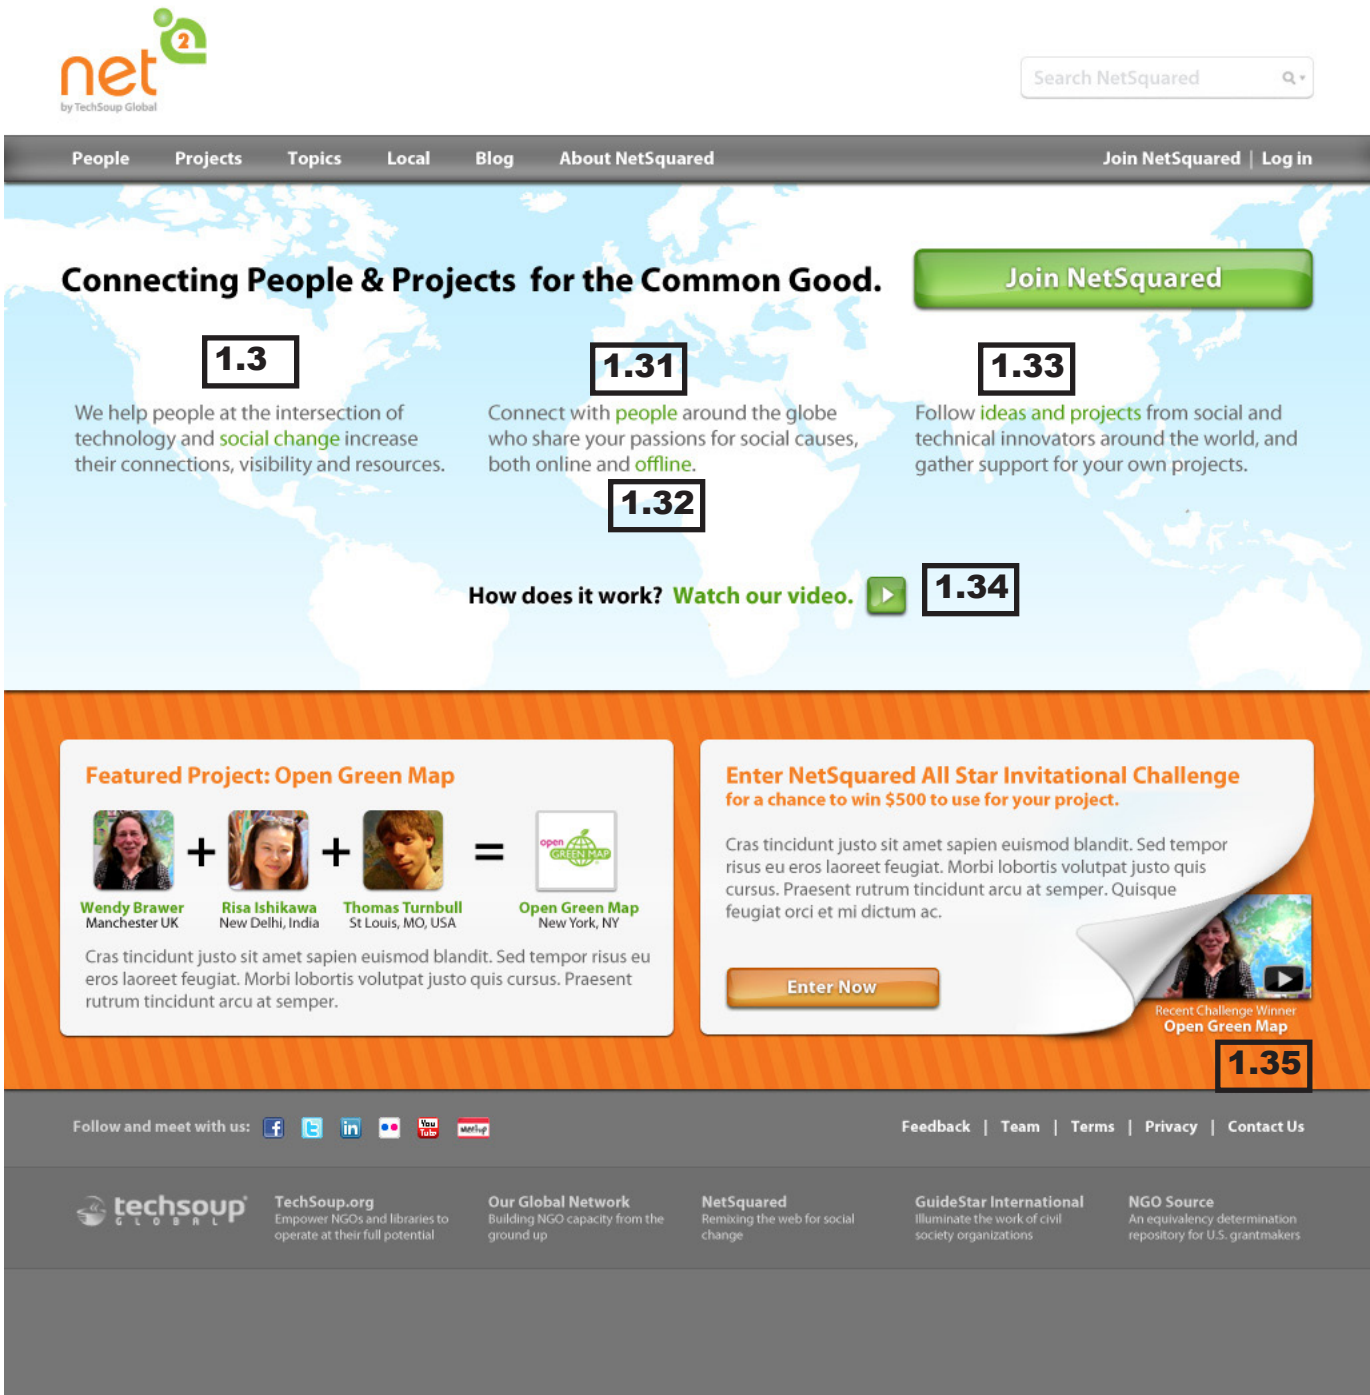 net 2
by TechSoup Global
Search NetSquared
People Projects Topics Local Blog About NetSquared Join NetSquared | Log in
Connecting People & Projects for the Common Good.
Join NetSquared
1.3
1.31
1.33
We help people at the intersection of
technology and social change increase
their connections, visibility and resources.
Connect with people around the globe
who share your passions for social causes,
both online and offline.
Follow ideas and projects from social and
technical innovators around the world, and
gather support for your own projects.
1.32
How does it work? Watch our video.
1.34
Featured Project: Open Green Map
+ + =
open
GREEN MAP
Wendy Brawer
Manchester UK
Risa Ishikawa
New Delhi, India
Thomas Turnbull
St Louis, MO, USA
Open Green Map
New York, NY
Cras tincidunt justo sit amet sapien euismod blandit. Sed tempor risus eu
eros laoreet feugiat. Morbi lobortis volutpat justo quis cursus. Praesent
rutrum tincidunt arcu at semper.
Enter NetSquared All Star Invitational Challenge
for a chance to win $500 to use for your project.
Cras tincidunt justo sit amet sapien euismod blandit. Sed tempor
risus eu eros laoreet feugiat. Morbi lobortis volutpat justo quis
cursus. Praesent rutrum tincidunt arcu at semper. Quisque
feugiat orci et mi dictum ac.
Enter Now
Recent Challenge Winner
Open Green Map
1.35
Follow and meet with us: f t in You Tube Meetup
Feedback | Team | Terms | Privacy | Contact Us
techsoup
GLOBAL
TechSoup.org
Empower NGOs and libraries to
operate at their full potential
Our Global Network
Building NGO capacity from the
ground up
NetSquared
Remixing the web for social
change
GuideStar International
Illuminate the work of civil
society organizations
NGO Source
An equivalency determination
repository for U.S. grantmakers